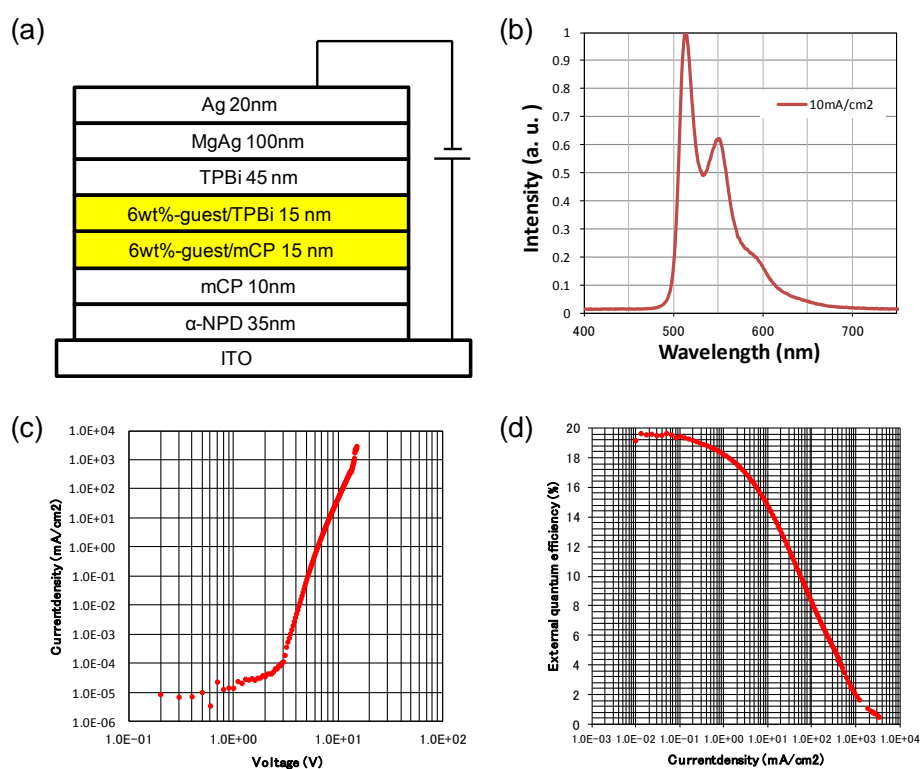 (a)
Ag 20nm
MgAg 100nm
TPBi 45 nm
6wt%-guest/TPBi 15 nm
6wt%-guest/mCP 15 nm
mCP 10nm
α-NPD 35nm
ITO
(b)
1
0.9
0.8
0.7
0.6
0.5
0.4
0.3
0.2
0.1
0
Intensity (a. u.)
10mA/cm2
400 500 600 700
Wavelength (nm)
(c)
1.0E+04
1.0E+03
1.0E+02
1.0E+01
1.0E+00
1.0E-01
1.0E-02
1.0E-03
1.0E-04
1.0E-05
1.0E-06
Currentdensity (mA/cm2)
1.0E-01 1.0E+00 1.0E+01 1.0E+02
Voltage (V)
(d)
20
18
16
14
12
10
8
6
4
2
0
External quantum efficiency (%)
1.0E-03 1.0E-02 1.0E-01 1.0E+00 1.0E+01 1.0E+02 1.0E+03 1.0E+04
Currentdensity (mA/cm2)